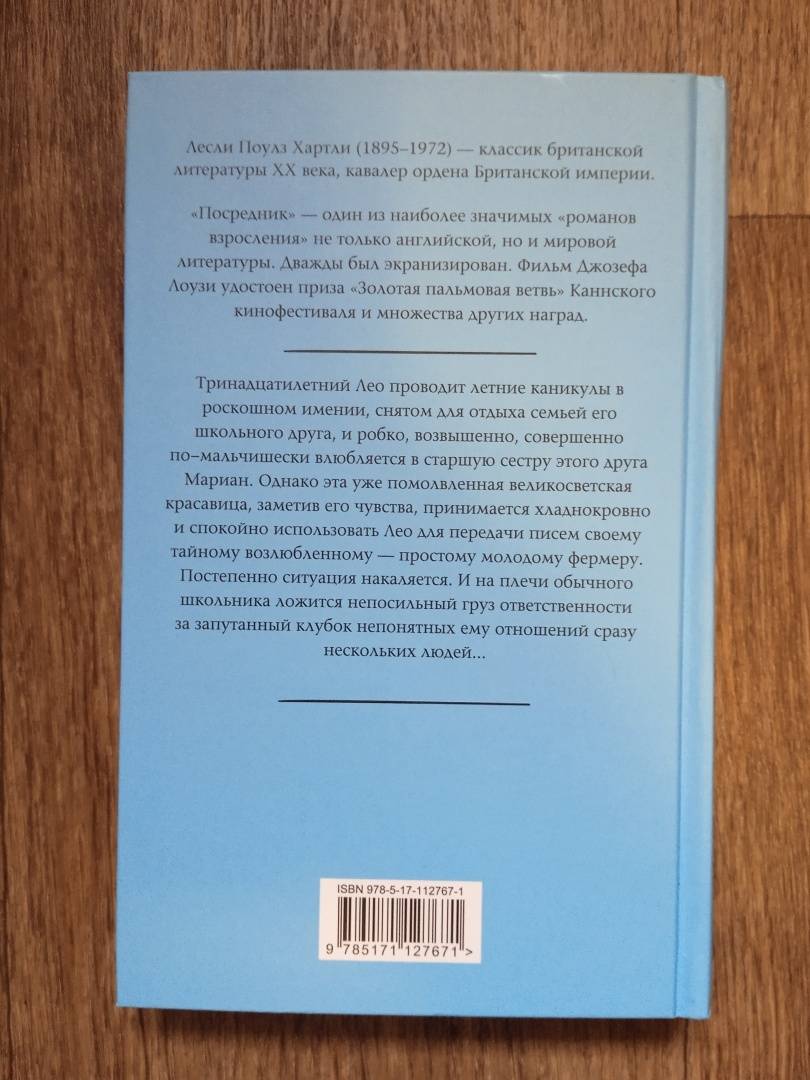 Лесли Поулз Хартли (1895–1972) — классик британской
литературы XX века, кавалер ордена Британской империи.
«Посредник» — один из наиболее значимых «романов
взросления» не только английской, но и мировой
литературы. Дважды был экранизирован. Фильм Джозефа
Лоузи удостоен приза «Золотая пальмовая ветвь» Каннского
кинофестиваля и множества других наград.
Тринадцатилетний Лео проводит летние каникулы в
роскошном имении, снятом для отдыха семьей его
школьного друга, и робко, возвышенно, совершенно
по-мальчишески влюбляется в старшую сестру этого друга
Мариан. Однако эта уже помолвленная великосветская
красавица, заметив его чувства, принимается хладнокровно
и спокойно использовать Лео для передачи писем своему
тайному возлюбленному — простому молодому фермеру.
Постепенно ситуация накаляется. И на плечи обычного
школьника ложится непосильный груз ответственности
за запутанный клубок непонятных ему отношений сразу
нескольких людей...
ISBN 978-5-17-112767-1
9 785171 127671 >